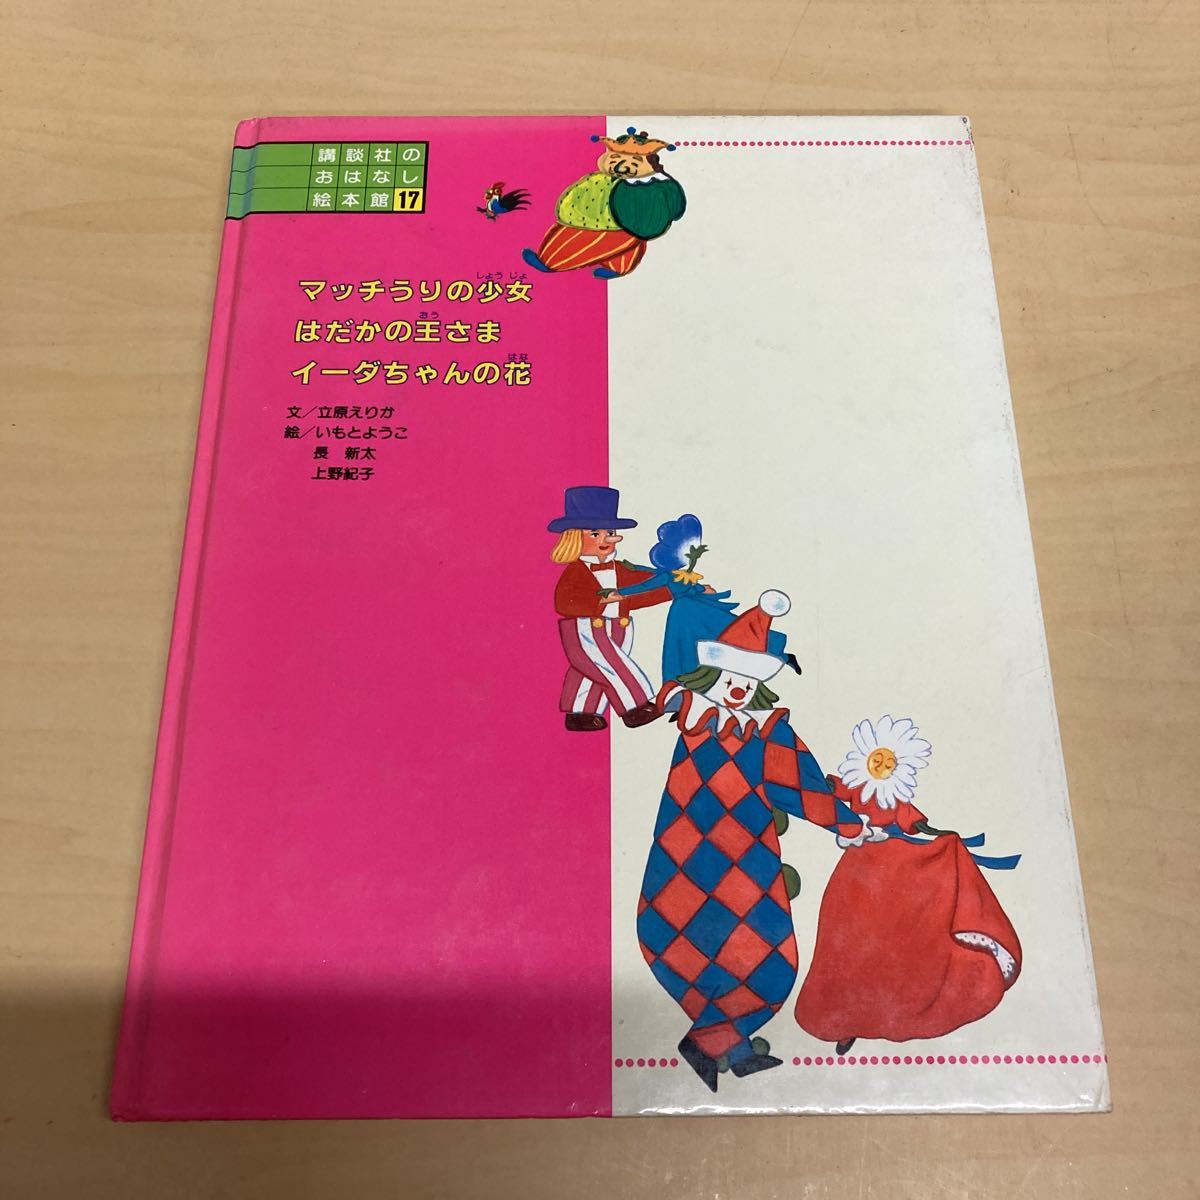 講談社の
おはなし
絵本館17
しょうじょ
マッチうりの少女
おう
はだかの王さま
はな
イーダちゃんの花
文／立原えりか
絵／いもとようこ
長 新太
上野紀子